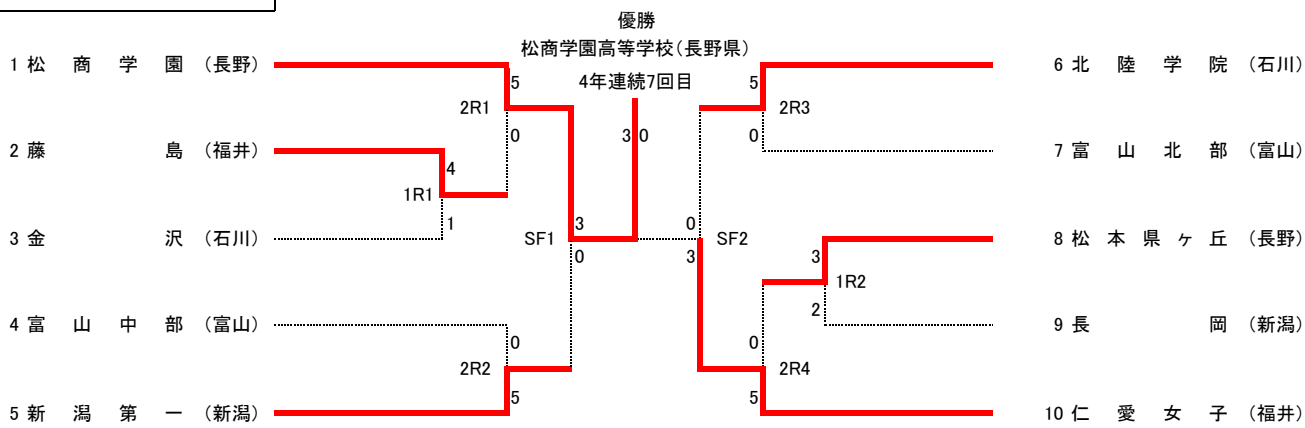 優勝
松商学園高等学校(長野県)
4年連続7回目
1 松商学園 (長野)
5
2R1
0
2 藤島 (福井)
4
1R1
1
3 金沢 (石川)
3
SF1
0
4 富山中部 (富山)
0
2R2
5
5 新潟第一 (新潟)
3 0
6 北陸学院 (石川)
5
2R3
0
7 富山北部 (富山)
0
SF2
3
8 松本県ヶ丘 (長野)
3
1R2
2
9 長岡 (新潟)
0
2R4
5
10 仁愛女子 (福井)